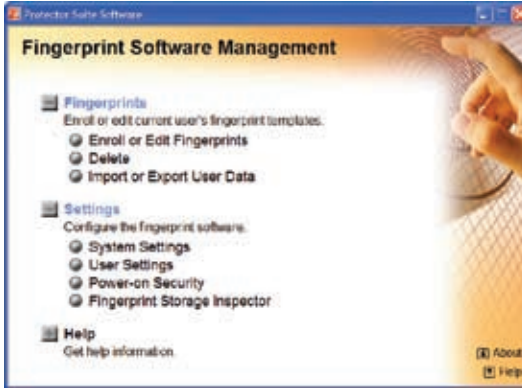 Protector Suite Software
Fingerprint Software Management
Fingerprints
Enroll or edit current user's fingerprint templates.
Enroll or Edit Fingerprints
Delete
Import or Export User Data
Settings
Configure the fingerprint software.
System Settings
User Settings
Power-on Security
Fingerprint Storage Inspector
Help
Get help information.
About
Help